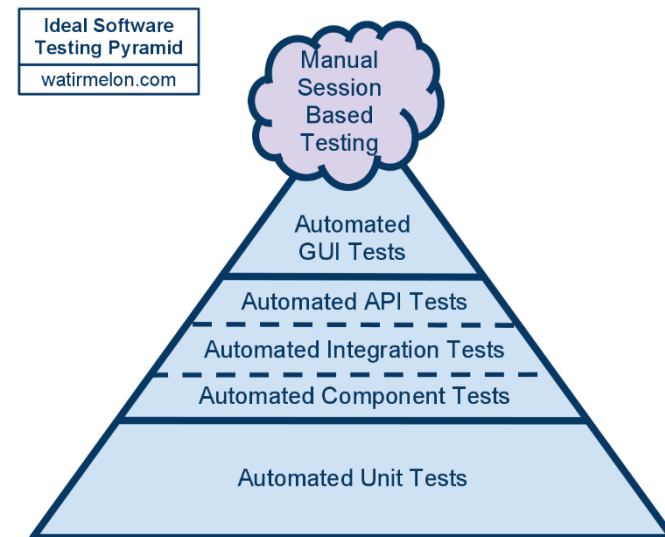 Ideal Software
Testing Pyramid
watirmelon.com
Manual
Session
Based
Testing
Automated
GUI Tests
Automated API Tests
Automated Integration Tests
Automated Component Tests
Automated Unit Tests